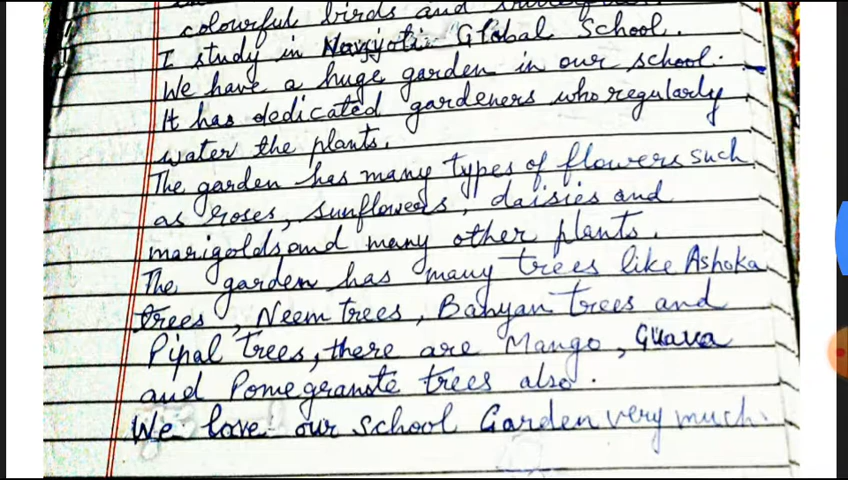 colourful birds and
I study in Navjyoti Global School.
We have a huge garden in our school.
It has dedicated gardeners who regularly
water the plants.
The garden has many types of flowers such
as roses, sunflowers, daisies and
marigolds and many other plants.
The garden has many trees like Ashoka
trees, Neem trees, Banyan trees and
Pipal trees, there are Mango, Guava
and Pomegranate trees also.
We love our school Garden very much.